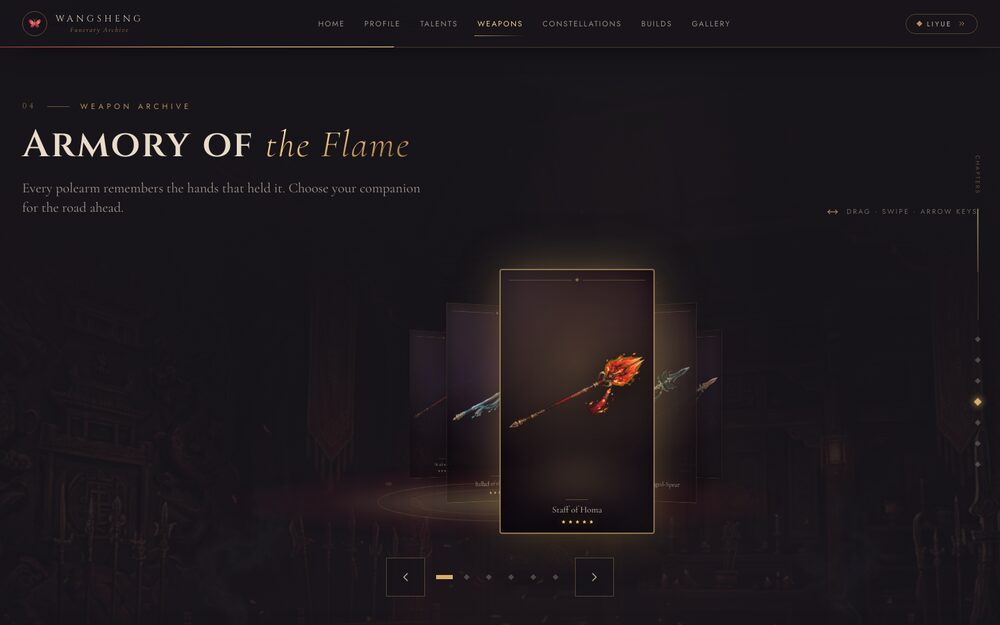 WANGSHENG
Funerary Archive
HOME
PROFILE
TALENTS
WEAPONS
CONSTELLATIONS
BUILDS
GALLERY
LIYUE
04
WEAPON ARCHIVE
ARMORY OF the Flame
Every polearm remembers the hands that held it. Choose your companion
for the road ahead.
CHAPTERS
DRAG · SWIPE · ARROW KEYS
Staff of Homa